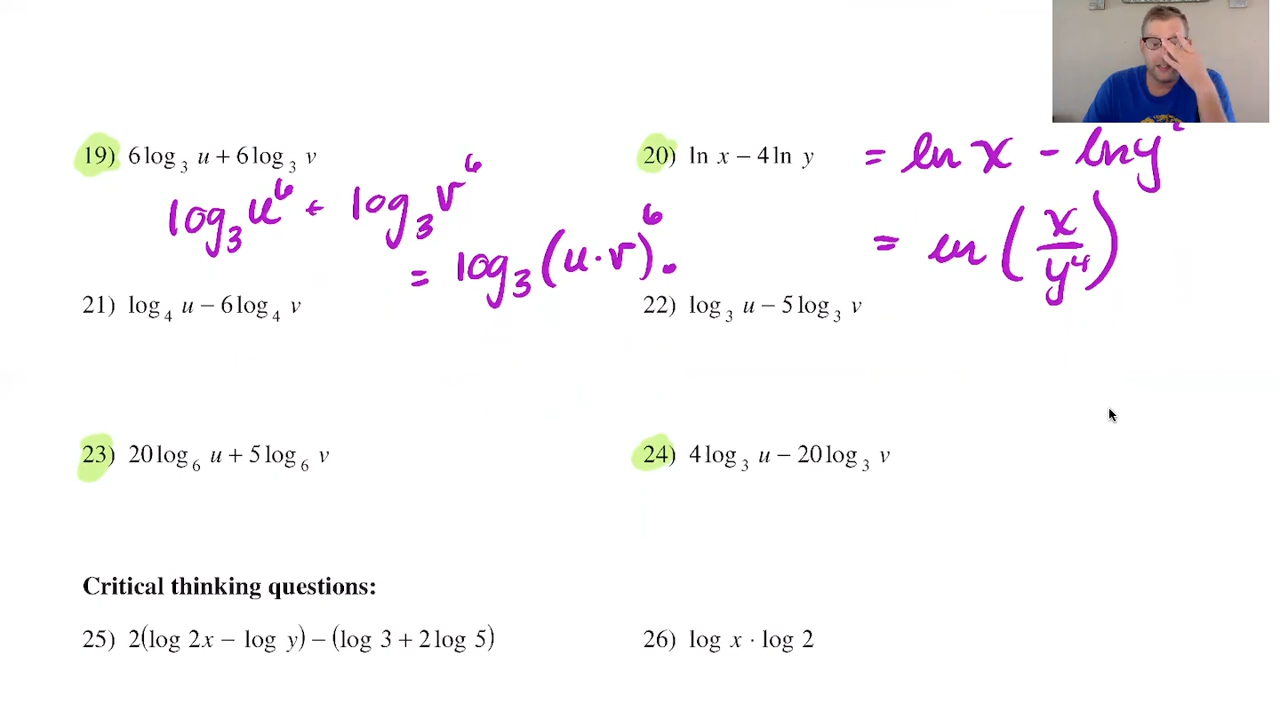 19) 6 log₃ u + 6 log₃ v
log₃ u⁶ + log₃ v⁶
= log₃ (u · v)⁶.
20) ln x − 4 ln y = ln x - ln y
= ln (x/y⁴)
21) log₄ u − 6 log₄ v
22) log₃ u − 5 log₃ v
23) 20 log₆ u + 5 log₆ v
24) 4 log₃ u − 20 log₃ v
Critical thinking questions:
25) 2(log 2x − log y) − (log 3 + 2 log 5)
26) log x · log 2